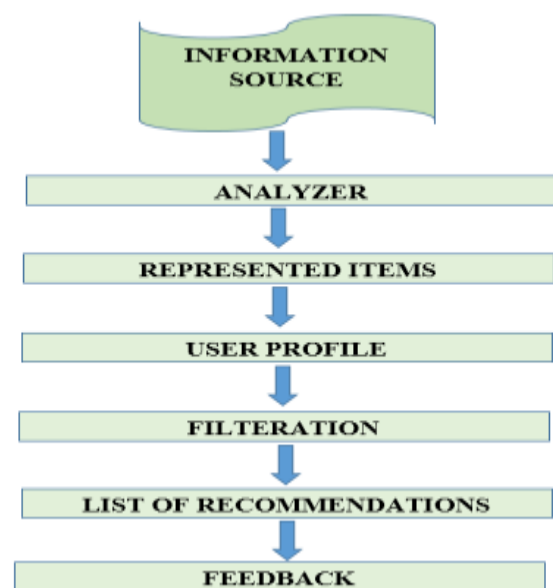 INFORMATION
SOURCE
ANALYZER
REPRESENTED ITEMS
USER PROFILE
FILTERATION
LIST OF RECOMMENDATIONS
FEEDBACK